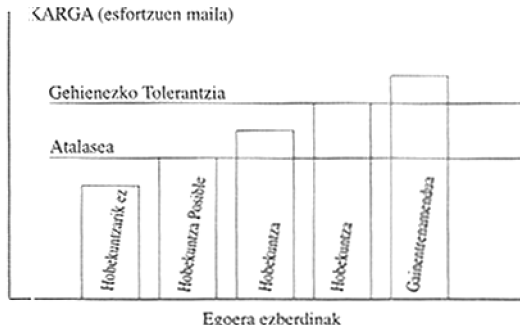 KARGA (esfortzuen maila)
Gehienezko Tolerantzia
Atalasea
Hobekuntzarik ez
Hobekuntza Posible
Hobekuntza
Hobekuntza
Gainentrenamendua
Egoera ezberdinak